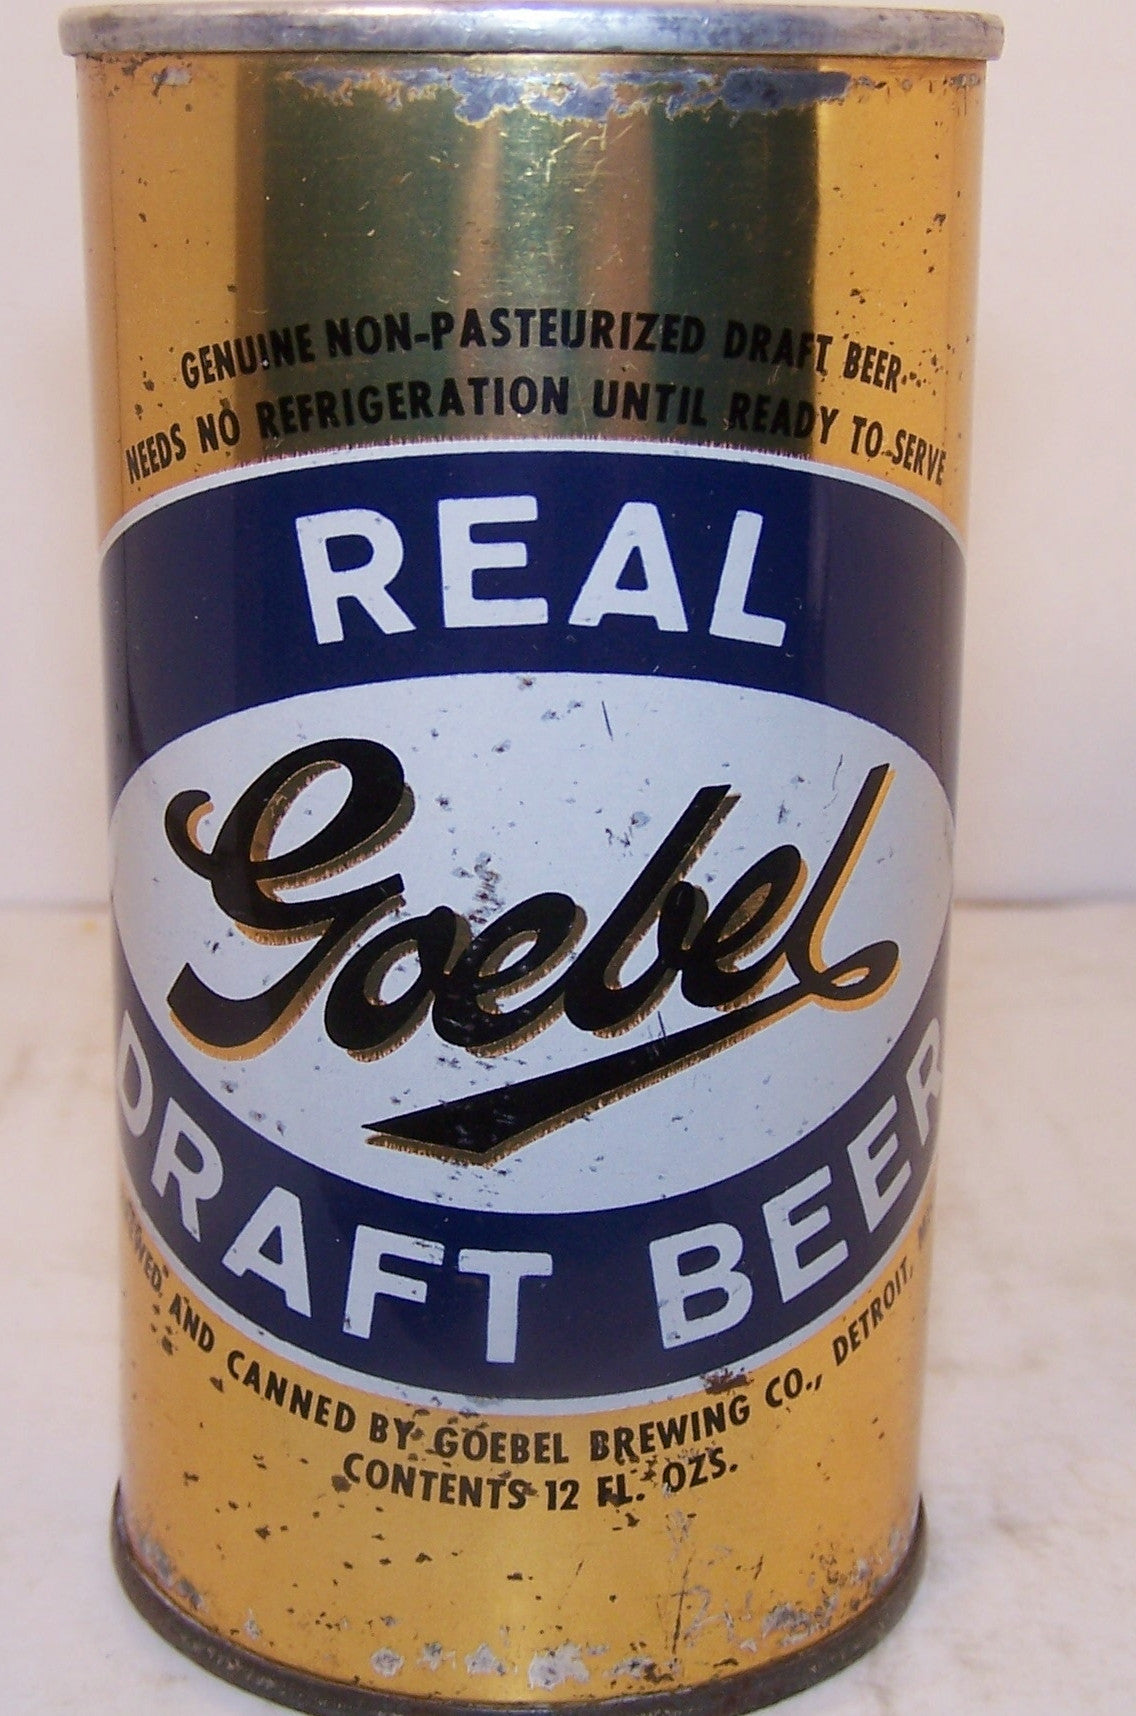 GENUINE NON-PASTEURIZED DRAFT BEER--
NEEDS NO REFRIGERATION UNTIL READY TO SERVE
REAL
Goebel
DRAFT BEER
AND CANNED BY GOEBEL BREWING CO., DETROIT,
CONTENTS 12 FL. OZS.